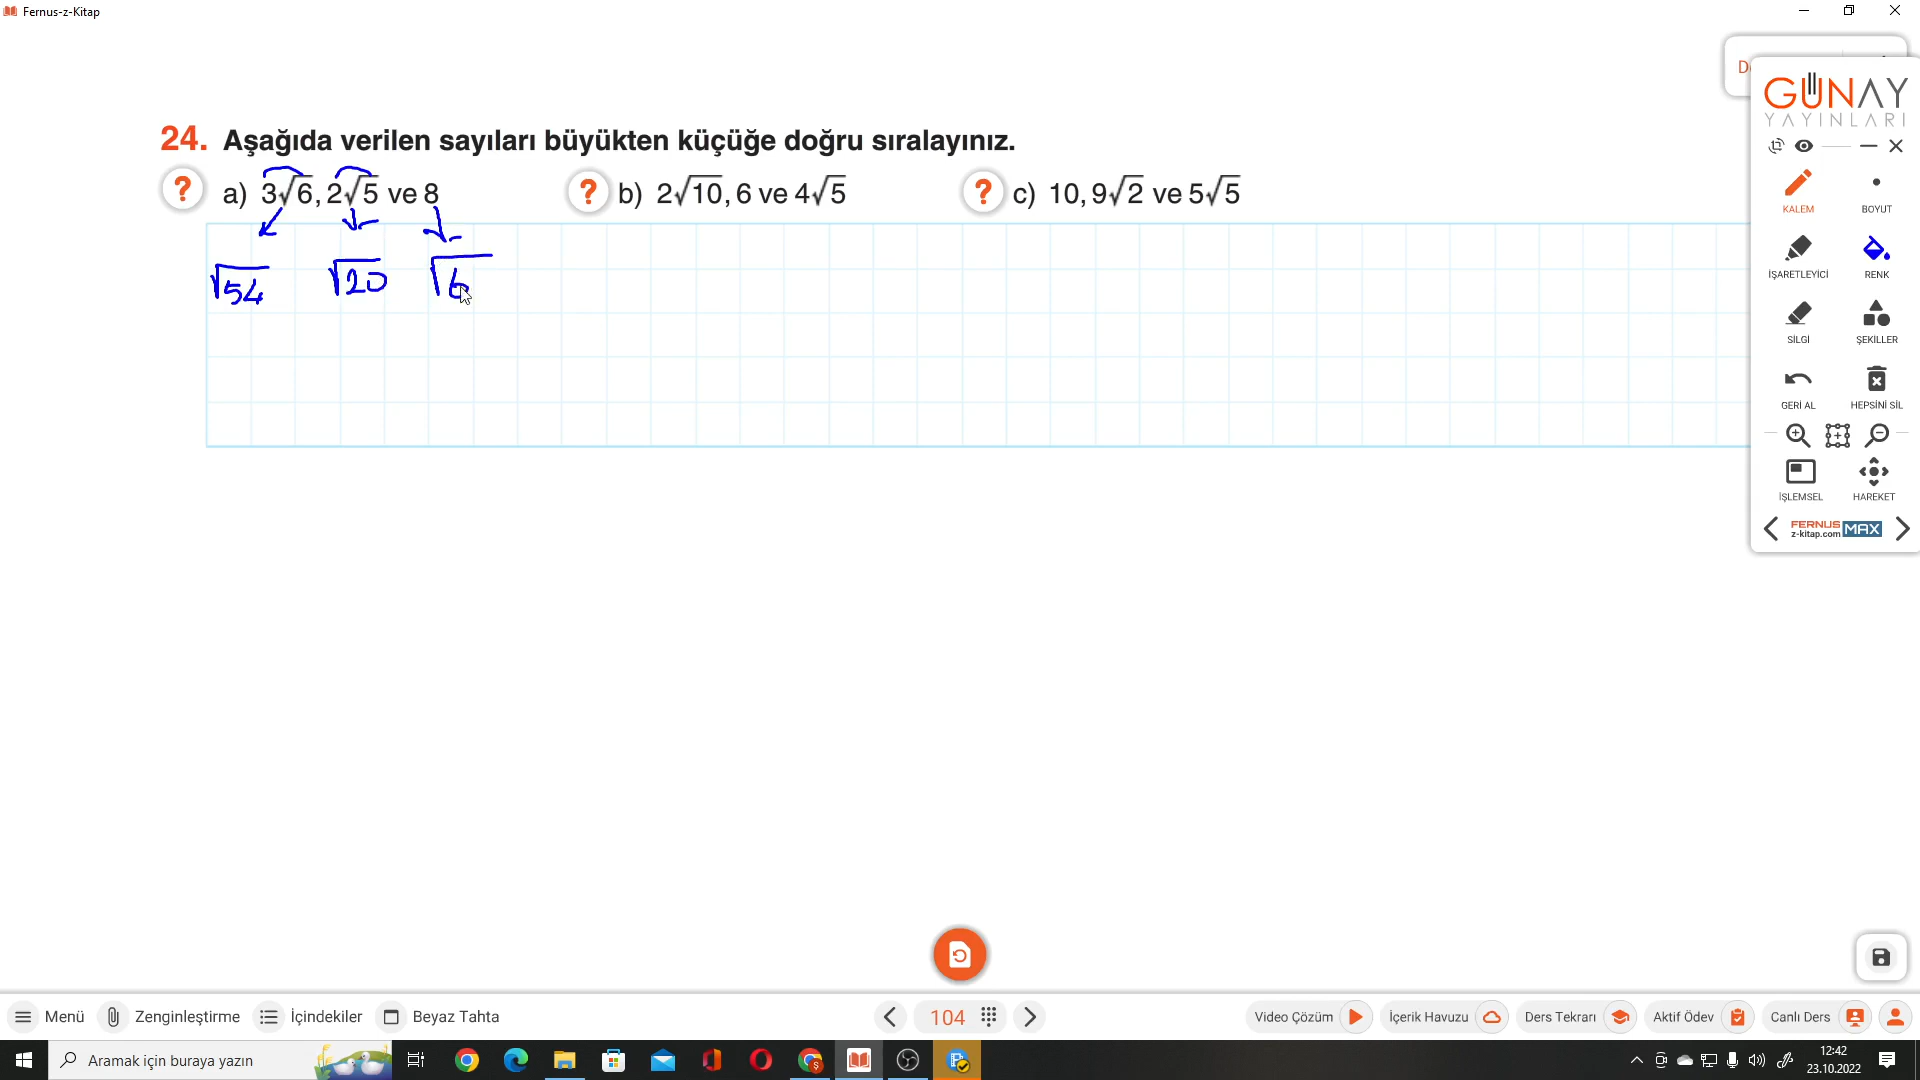 Fernus-z-Kitap
GÜNAY
YAYINLARI
24. Aşağıda verilen sayıları büyükten küçüğe doğru sıralayınız.
? a) 3√6, 2√5 ve 8
? b) 2√10, 6 ve 4√5
? c) 10, 9√2 ve 5√5
√54 √20 √6
KALEM BOYUT
İŞARETLEYİCİ RENK
SİLGİ ŞEKİLLER
GERİ AL HEPSİNİ SİL
İŞLEMSEL HAREKET
FERNUS MAX
z-kitap.com
Menü Zenginleştirme İçindekiler Beyaz Tahta 104 Video Çözüm İçerik Havuzu Ders Tekrarı Aktif Ödev Canlı Ders
Aramak için buraya yazın
12:42
23.10.2022